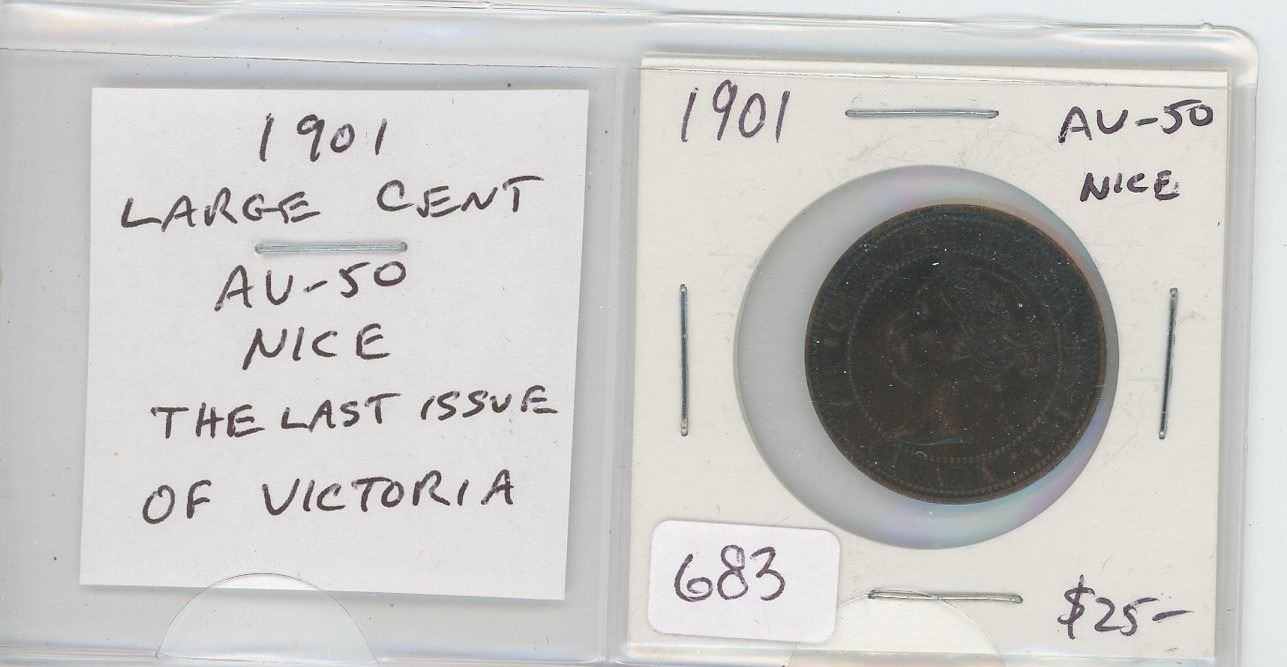 1901
LARGE CENT
AU-50
NICE
THE LAST ISSUE
OF VICTORIA
1901
AU-50
NICE
683
$25-